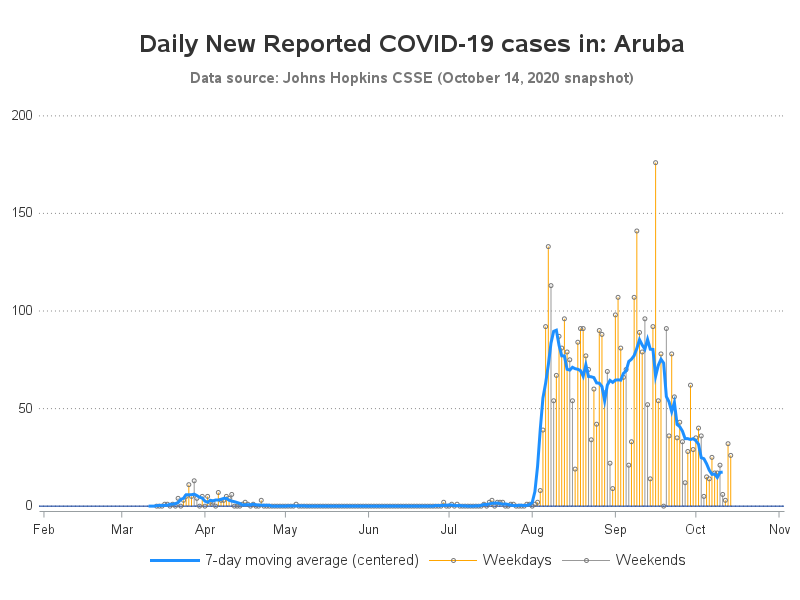 Daily New Reported COVID-19 cases in: Aruba
Data source: Johns Hopkins CSSE (October 14, 2020 snapshot)
200
150
100
50
0
Feb Mar Apr May Jun Jul Aug Sep Oct Nov
7-day moving average (centered) Weekdays Weekends